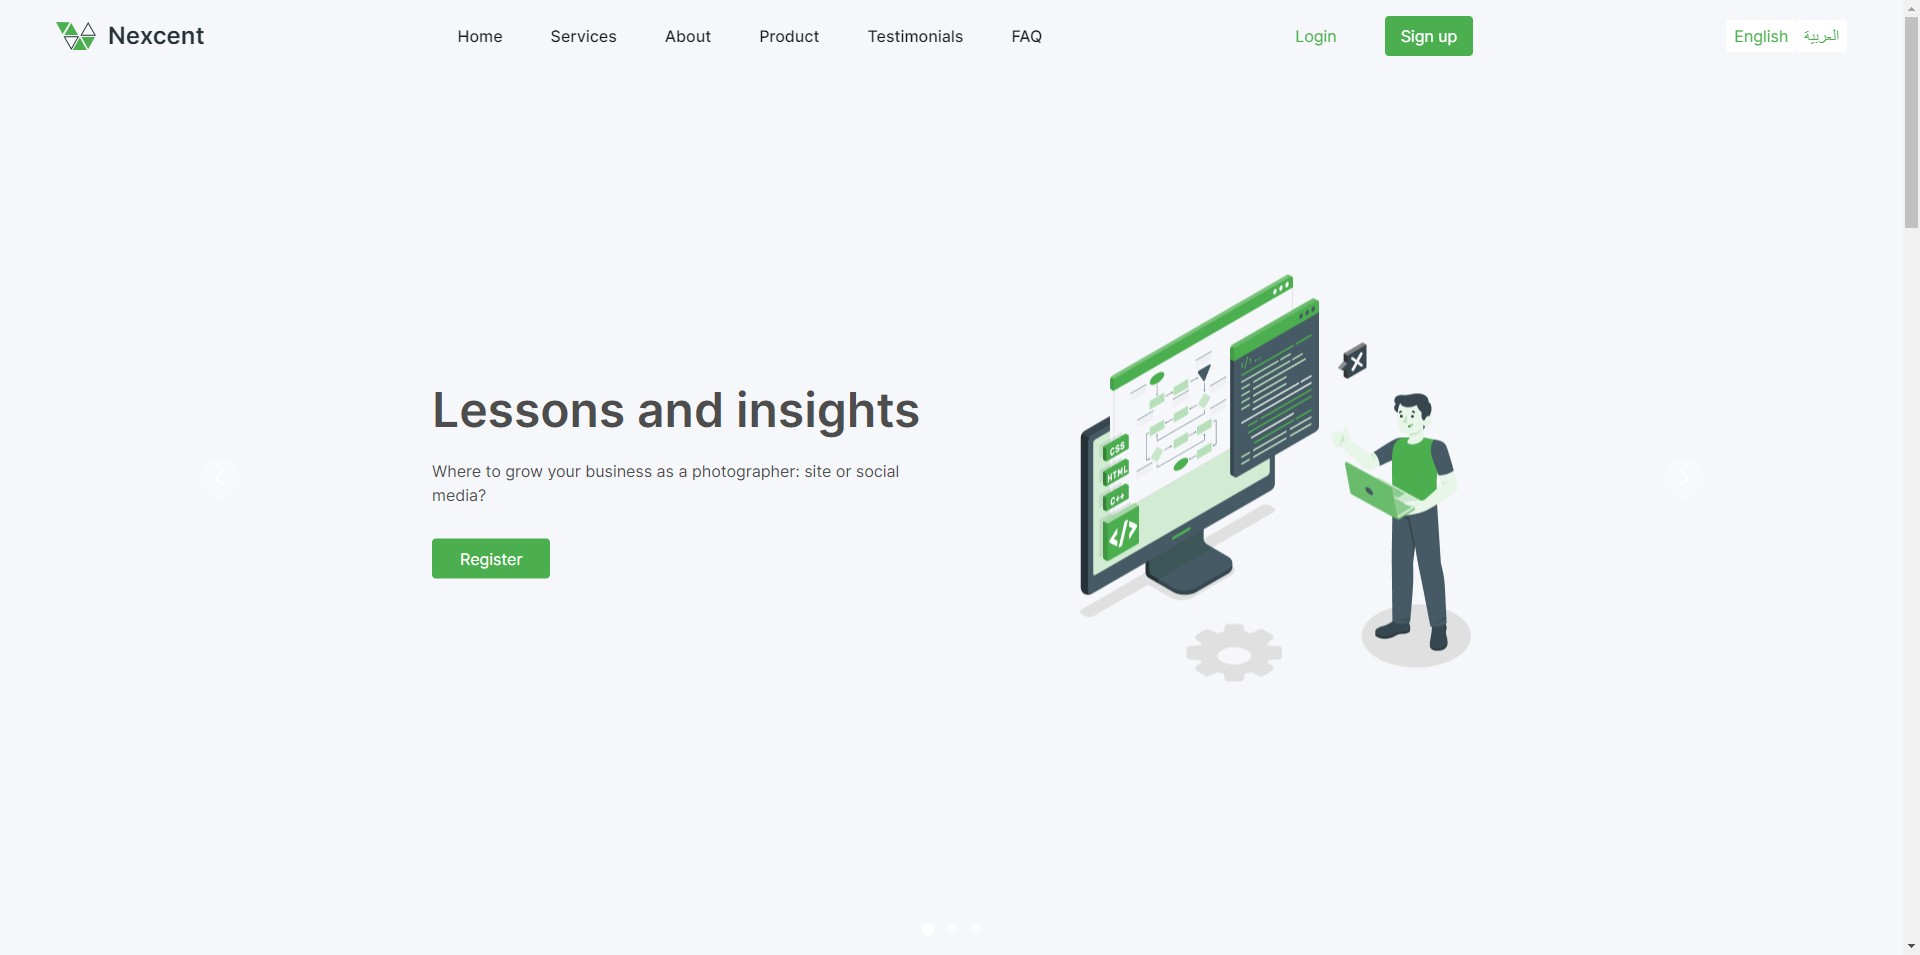 Nexcent
Home Services About Product Testimonials FAQ
Login
Sign up
English
العربية
Lessons and insights
Where to grow your business as a photographer: site or social
media?
Register
CSS
HTML
C++
</>